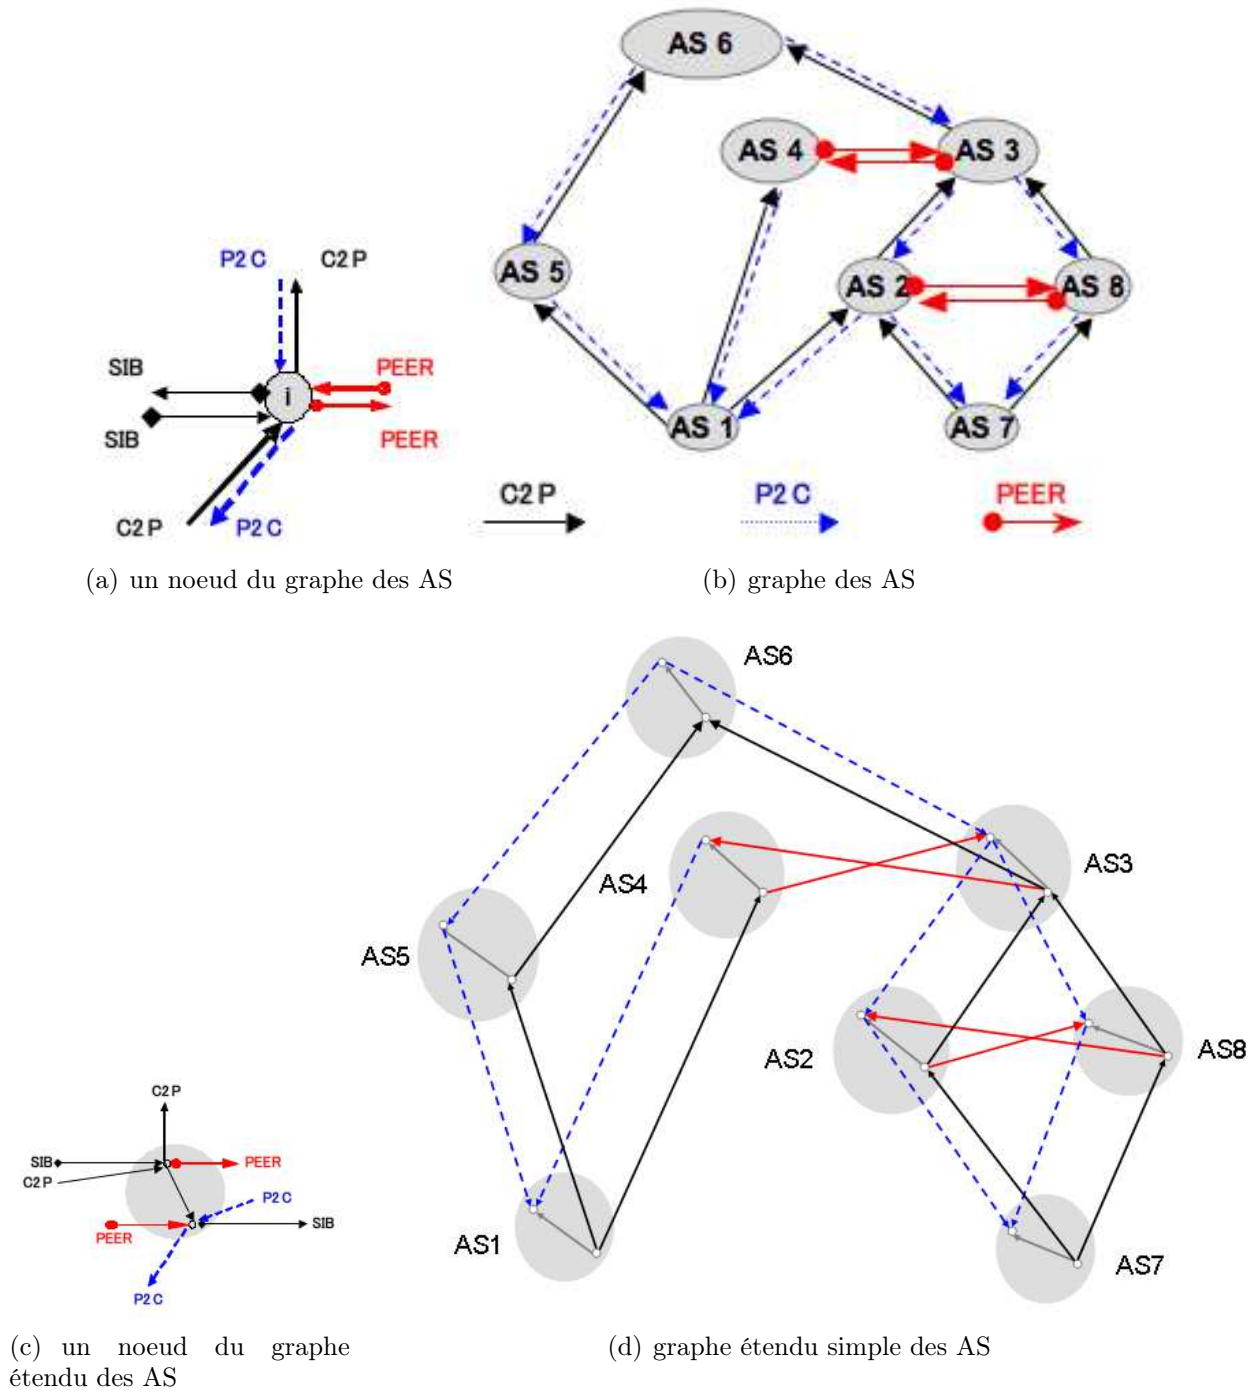 AS 6
AS 4
AS 3
AS 5
AS 2
AS 8
AS 1
AS 7
C2P
P2C
PEER
P2C
C2P
SIB
PEER
i
SIB
PEER
C2P
P2C
(a) un noeud du graphe des AS
(b) graphe des AS
AS6
AS4
AS3
AS5
AS2
AS8
AS1
AS7
C2P
SIB
PEER
C2P
P2C
SIB
PEER
P2C
(c) un noeud du graphe
étendu des AS
(d) graphe étendu simple des AS